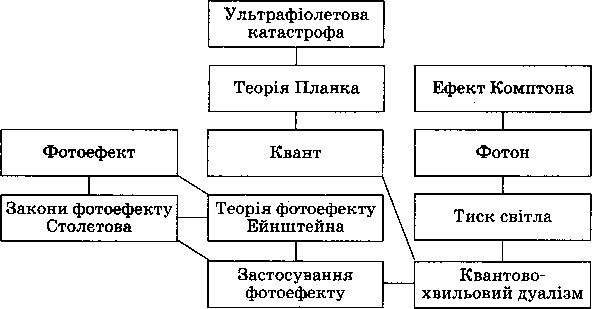 Ультрафіолетова
катастрофа
Теорія Планка
Ефект Комптона
Фотоефект
Квант
Фотон
Закони фотоефекту
Столєтова
Теорія фотоефекту
Ейнштейна
Тиск світла
Застосування
фотоефекту
Квантово-
хвильовий дуалізм